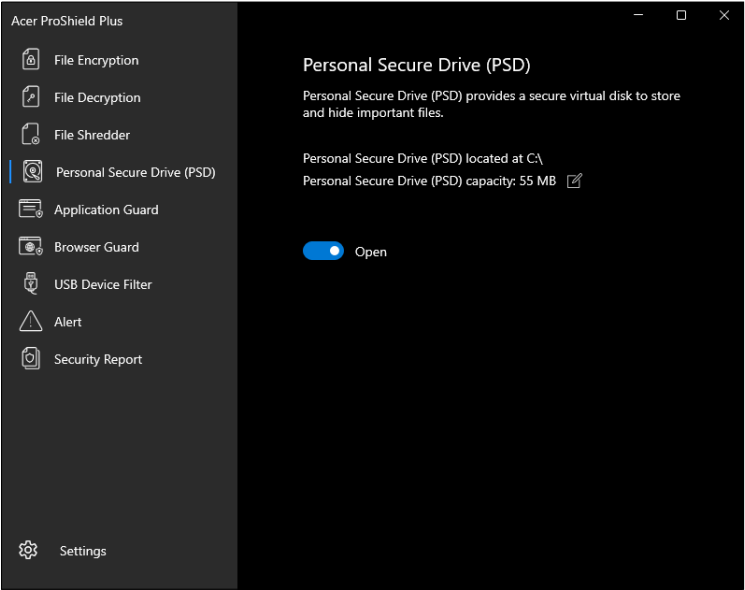 Acer ProShield Plus
File Encryption
File Decryption
File Shredder
Personal Secure Drive (PSD)
Application Guard
Browser Guard
USB Device Filter
Alert
Security Report
Settings
Personal Secure Drive (PSD)
Personal Secure Drive (PSD) provides a secure virtual disk to store
and hide important files.
Personal Secure Drive (PSD) located at C:\
Personal Secure Drive (PSD) capacity: 55 MB
Open